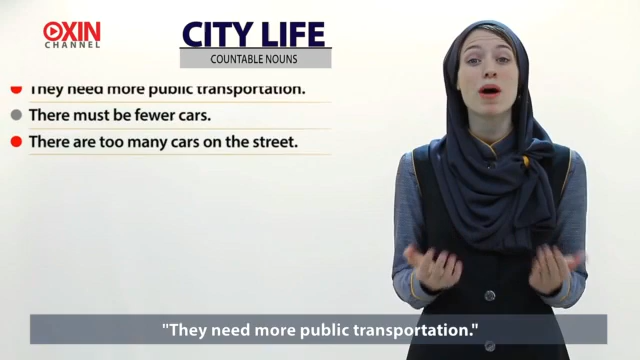 OXIN
CHANNEL
CITY LIFE
COUNTABLE NOUNS
They need more public transportation.
There must be fewer cars.
There are too many cars on the street.
"They need more public transportation."